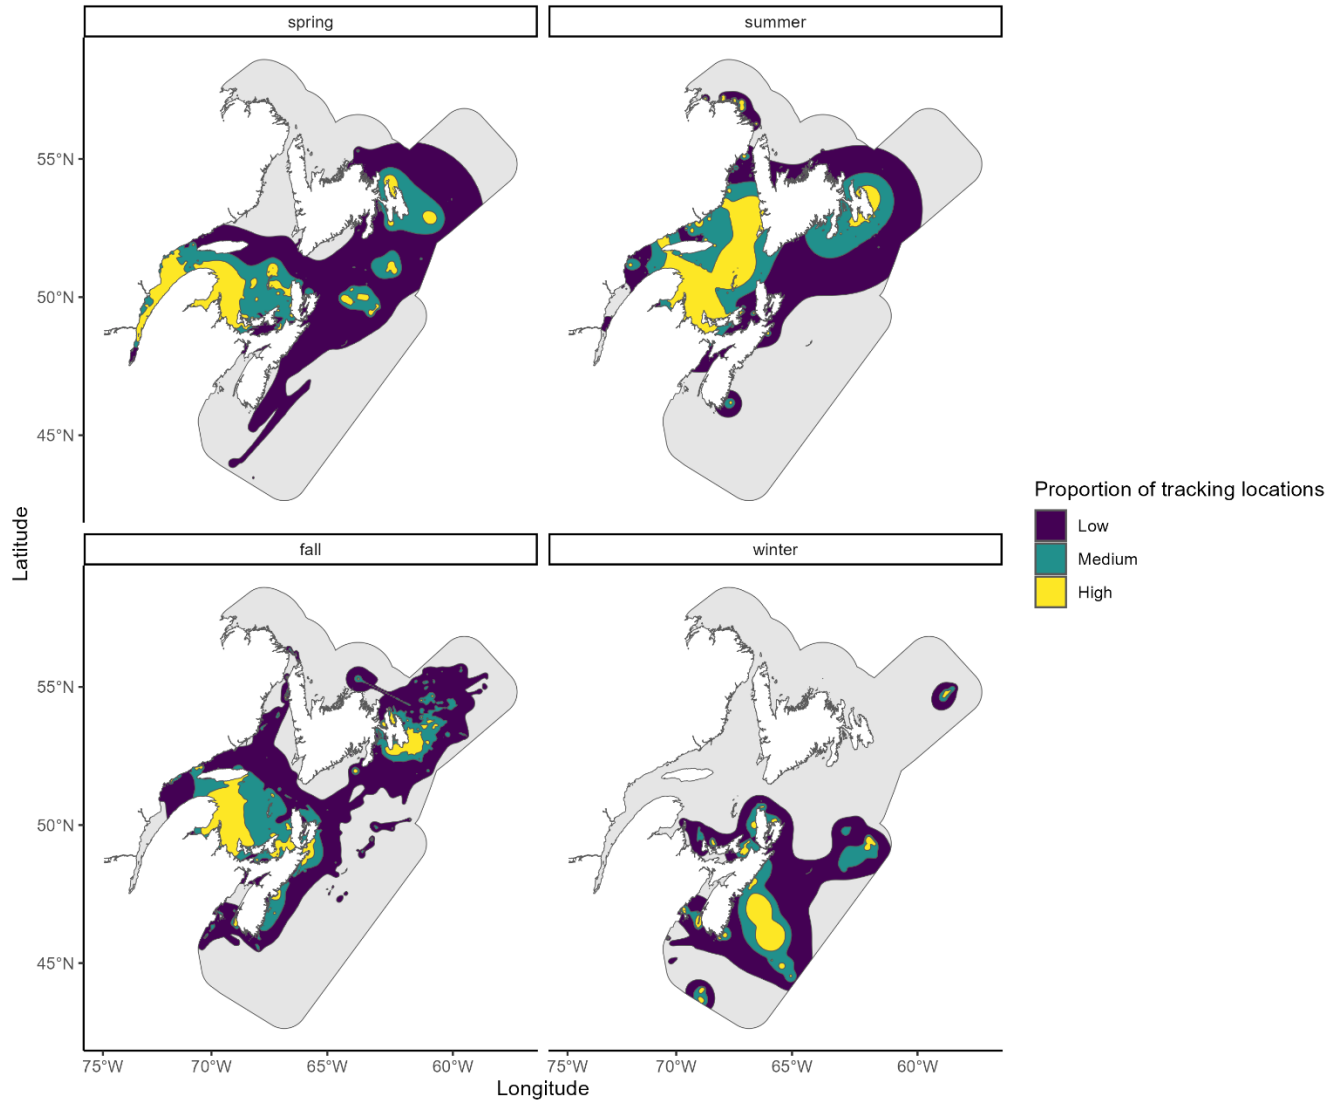 spring
summer
55°N
50°N
45°N
Latitude
Proportion of tracking locations
Low
Medium
High
fall
winter
55°N
50°N
45°N
75°W 70°W 65°W 60°W 75°W 70°W 65°W 60°W
Longitude